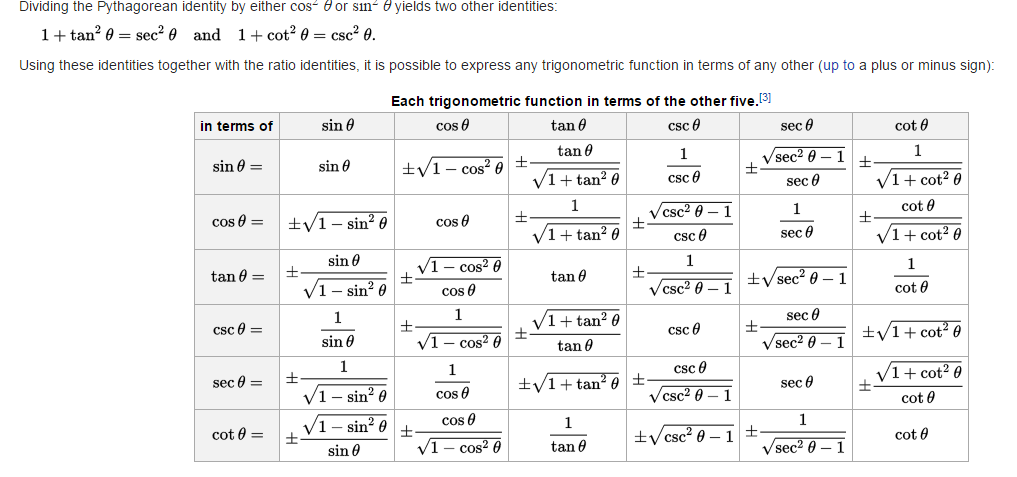 Dividing the Pythagorean identity by either cos² θ or sin² θ yields two other identities:
1 + tan² θ = sec² θ and 1 + cot² θ = csc² θ.
Using these identities together with the ratio identities, it is possible to express any trigonometric function in terms of any other (up to a plus or minus sign):
Each trigonometric function in terms of the other five.[3]
in terms of sin θ cos θ tan θ csc θ sec θ cot θ
sin θ = sin θ ±√(1 − cos² θ) ± tan θ/√(1 + tan² θ) 1/csc θ ± √(sec² θ − 1)/sec θ ± 1/√(1 + cot² θ)
cos θ = ±√(1 − sin² θ) cos θ ± 1/√(1 + tan² θ) ± √(csc² θ − 1)/csc θ 1/sec θ ± cot θ/√(1 + cot² θ)
tan θ = ± sin θ/√(1 − sin² θ) ± √(1 − cos² θ)/cos θ tan θ ± 1/√(csc² θ − 1) ±√(sec² θ − 1) 1/cot θ
csc θ = 1/sin θ ± 1/√(1 − cos² θ) ± √(1 + tan² θ)/tan θ csc θ ± sec θ/√(sec² θ − 1) ±√(1 + cot² θ)
sec θ = ± 1/√(1 − sin² θ) 1/cos θ ±√(1 + tan² θ) ± csc θ/√(csc² θ − 1) sec θ ± √(1 + cot² θ)/cot θ
cot θ = ± √(1 − sin² θ)/sin θ ± cos θ/√(1 − cos² θ) 1/tan θ ±√(csc² θ − 1) ± 1/√(sec² θ − 1) cot θ